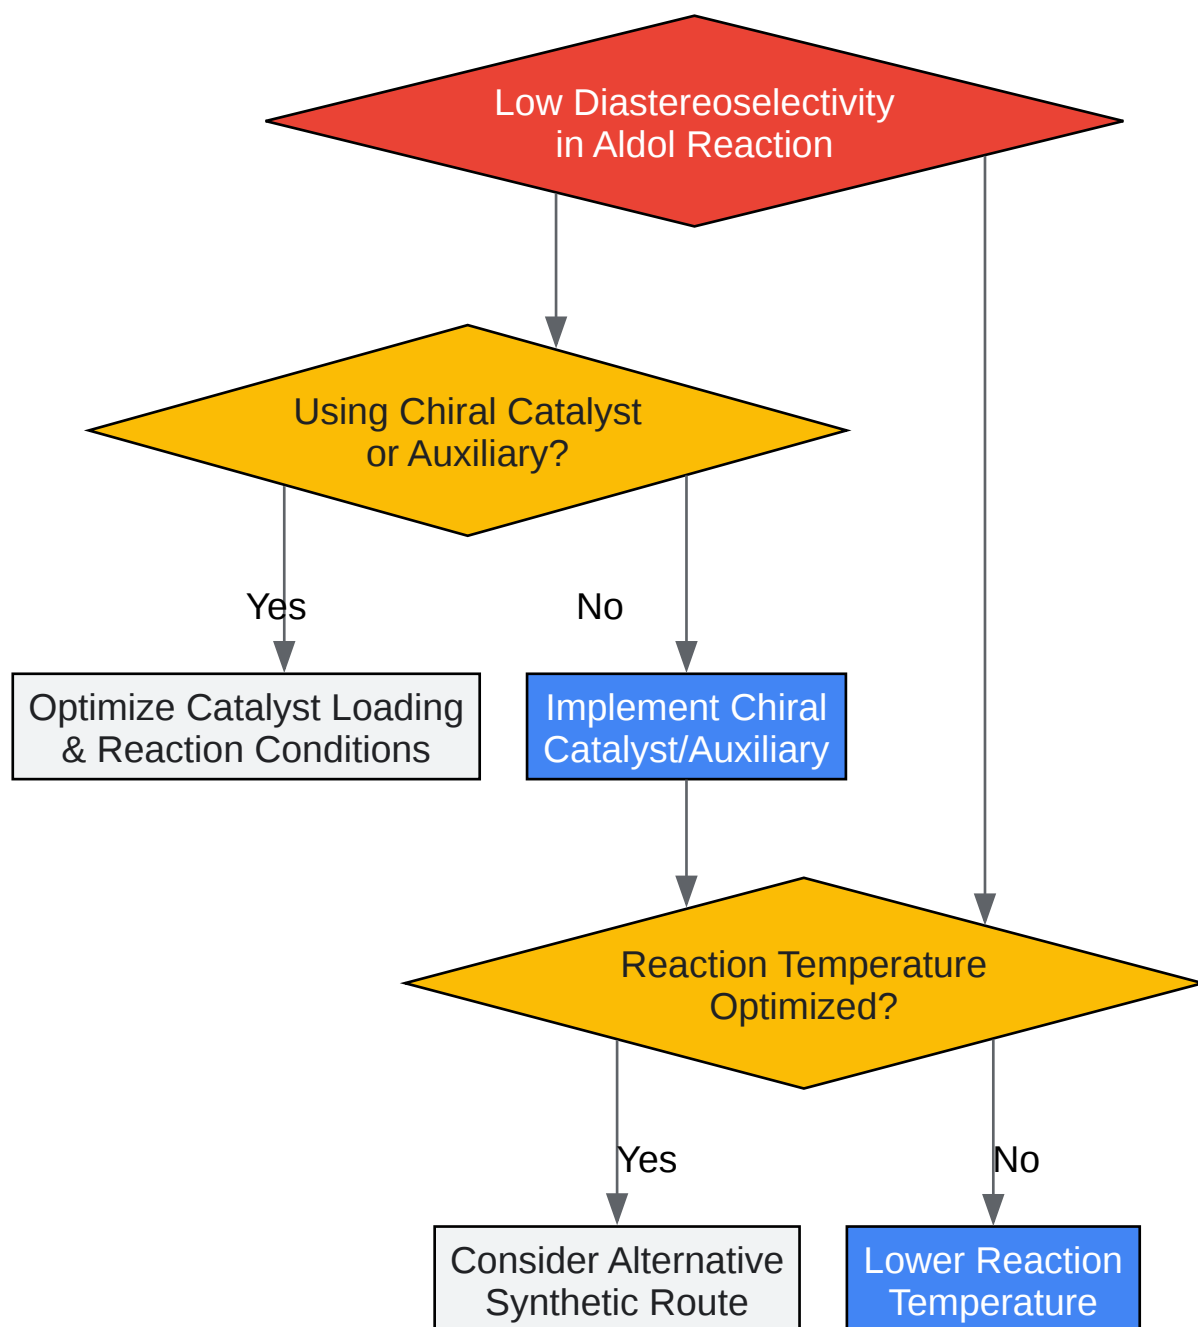 Low Diastereoselectivity
in Aldol Reaction
Using Chiral Catalyst
or Auxiliary?
Yes
No
Optimize Catalyst Loading
& Reaction Conditions
Implement Chiral
Catalyst/Auxiliary
Reaction Temperature
Optimized?
Yes
No
Consider Alternative
Synthetic Route
Lower Reaction
Temperature